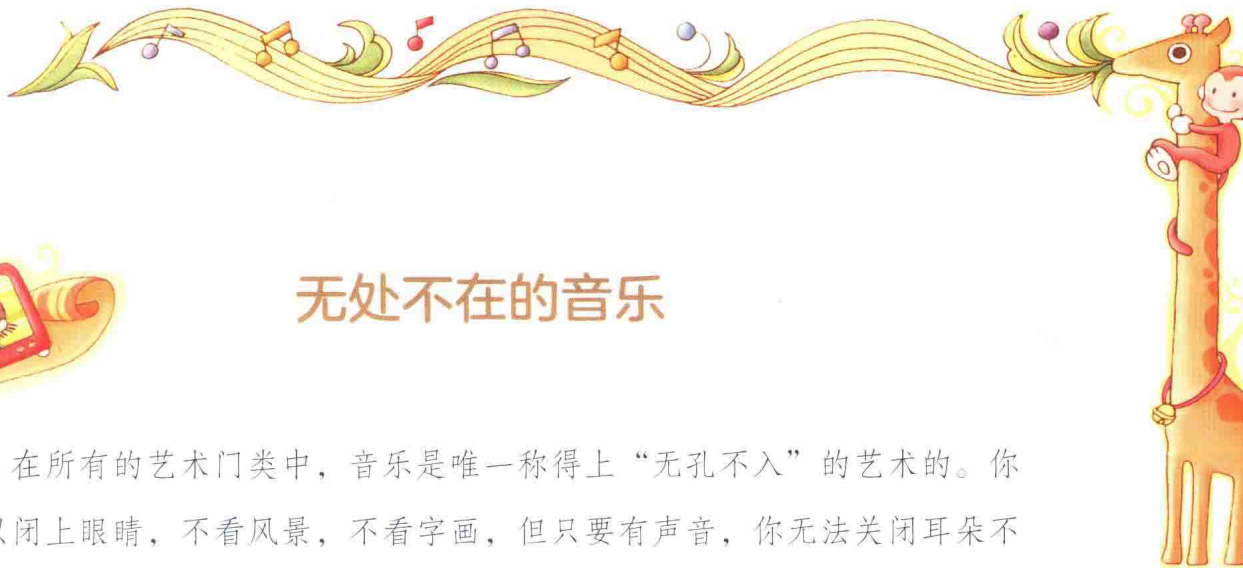 无处不在的音乐
在所有的艺术门类中，音乐是唯一称得上“无孔不入”的艺术的。你
闭上眼睛，不看风景，不看字画，但只要有声音，你无法关闭耳朵不